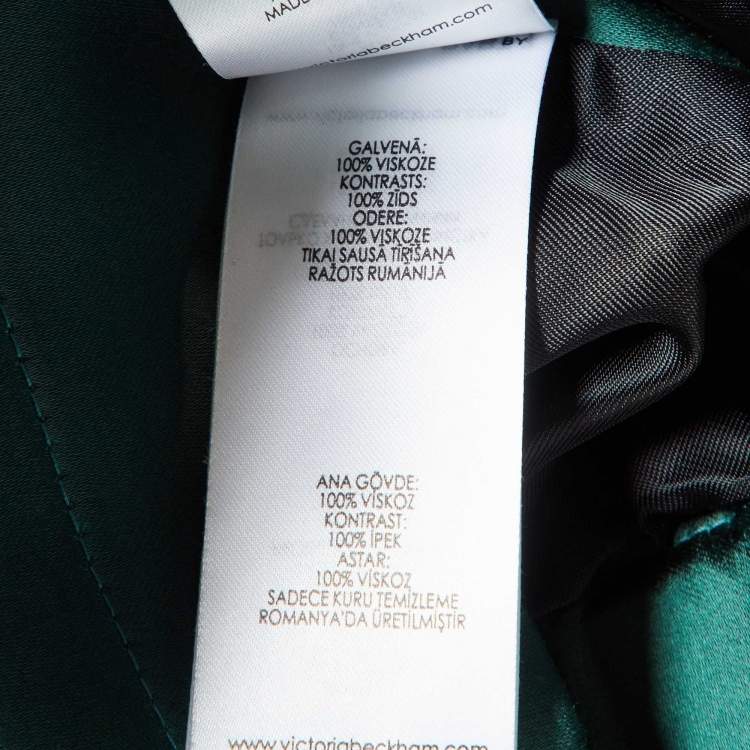 MADE
www.victoriabeckham.com
BY
GALVENĀ:
100% VISKOZE
KONTRASTS:
100% ZĪDS
ODERE:
100% VISKOZE
TIKAI SAUSĀ TĪRĪŠANA
RAŽOTS RUMĀNIJĀ
ANA GÖVDE:
100% VİSKOZ
KONTRAST:
100% İPEK
ASTAR:
100% VİSKOZ
SADECE KURU TEMİZLEME
ROMANYA'DA ÜRETİLMİŞTİR
www.victoriabeckham.com